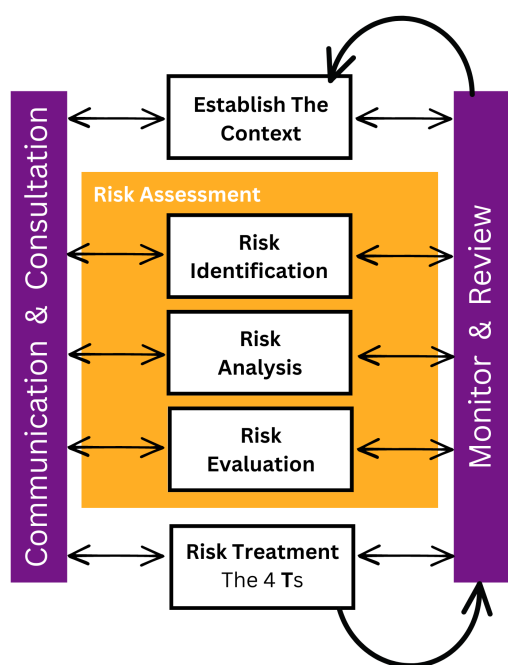 Establish The
Context
Communication & Consultation
Risk Assessment
Risk
Identification
Risk
Analysis
Risk
Evaluation
Monitor & Review
Risk Treatment
The 4 Ts